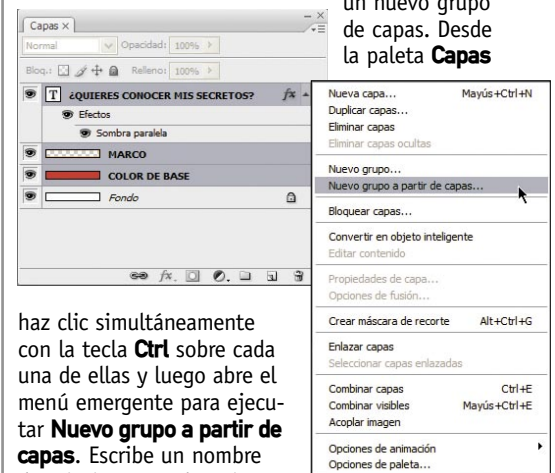 un nuevo grupo
de capas. Desde
la paleta Capas
Capas ×
Normal Opacidad: 100%
Bloq.: Relleno: 100%
T ¿QUIERES CONOCER MIS SECRETOS? fx
Efectos
Sombra paralela
MARCO
COLOR DE BASE
Fondo
fx.
Nueva capa... Mayús+Ctrl+N
Duplicar capas...
Eliminar capas
Eliminar capas ocultas
Nuevo grupo...
Nuevo grupo a partir de capas...
Bloquear capas...
Convertir en objeto inteligente
Editar contenido
Propiedades de capa...
Opciones de fusión...
Crear máscara de recorte Alt+Ctrl+G
Enlazar capas
Seleccionar capas enlazadas
Combinar capas Ctrl+E
Combinar visibles Mayús+Ctrl+E
Acoplar imagen
Opciones de animación
Opciones de paleta...
haz clic simultáneamente
con la tecla Ctrl sobre cada
una de ellas y luego abre el
menú emergente para ejecu-
tar Nuevo grupo a partir de
capas. Escribe un nombre